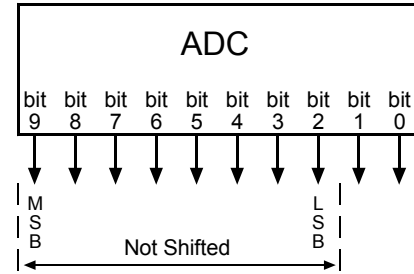 ADC
bit bit bit bit bit bit bit bit bit bit
9 8 7 6 5 4 3 2 1 0
M L
S S
B B
Not Shifted